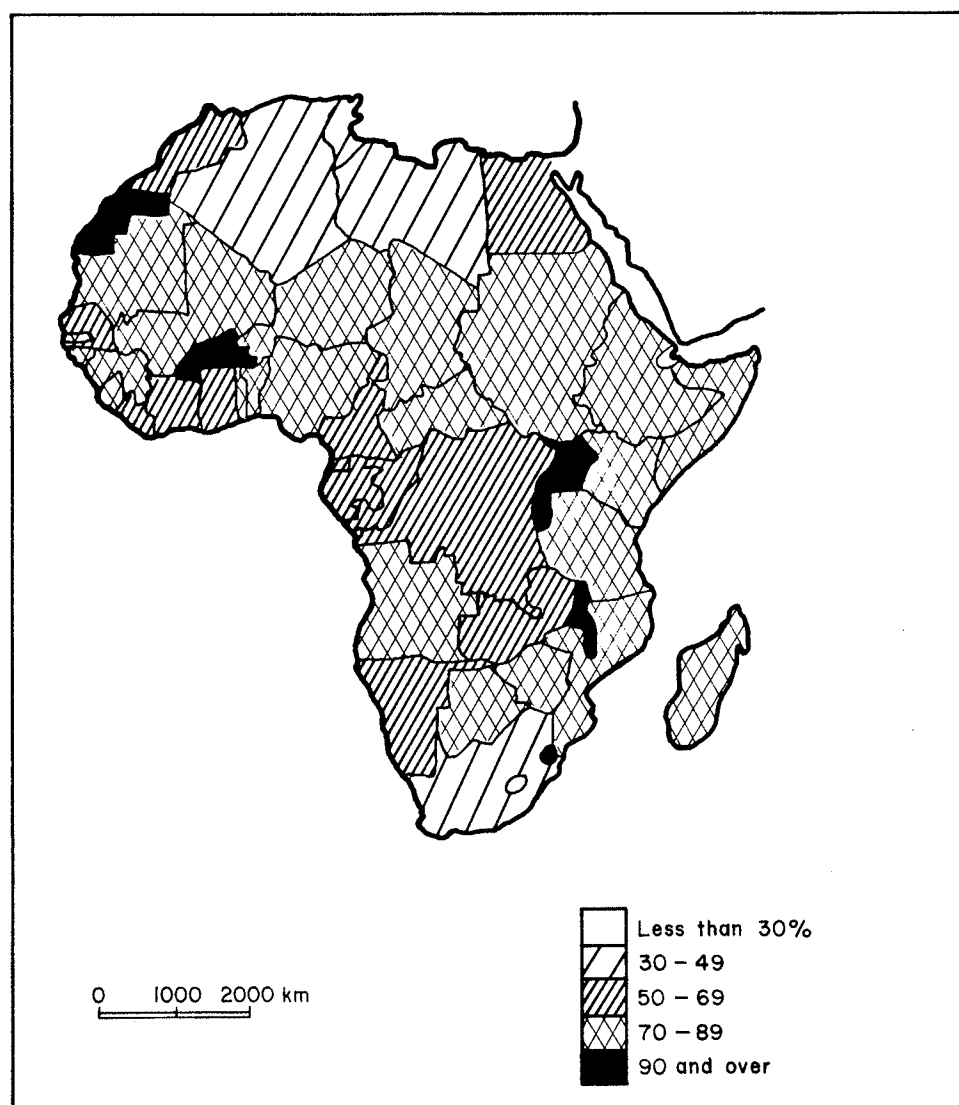 Less than 30%
30 – 49
50 – 69
70 – 89
90 and over
0 1000 2000 km